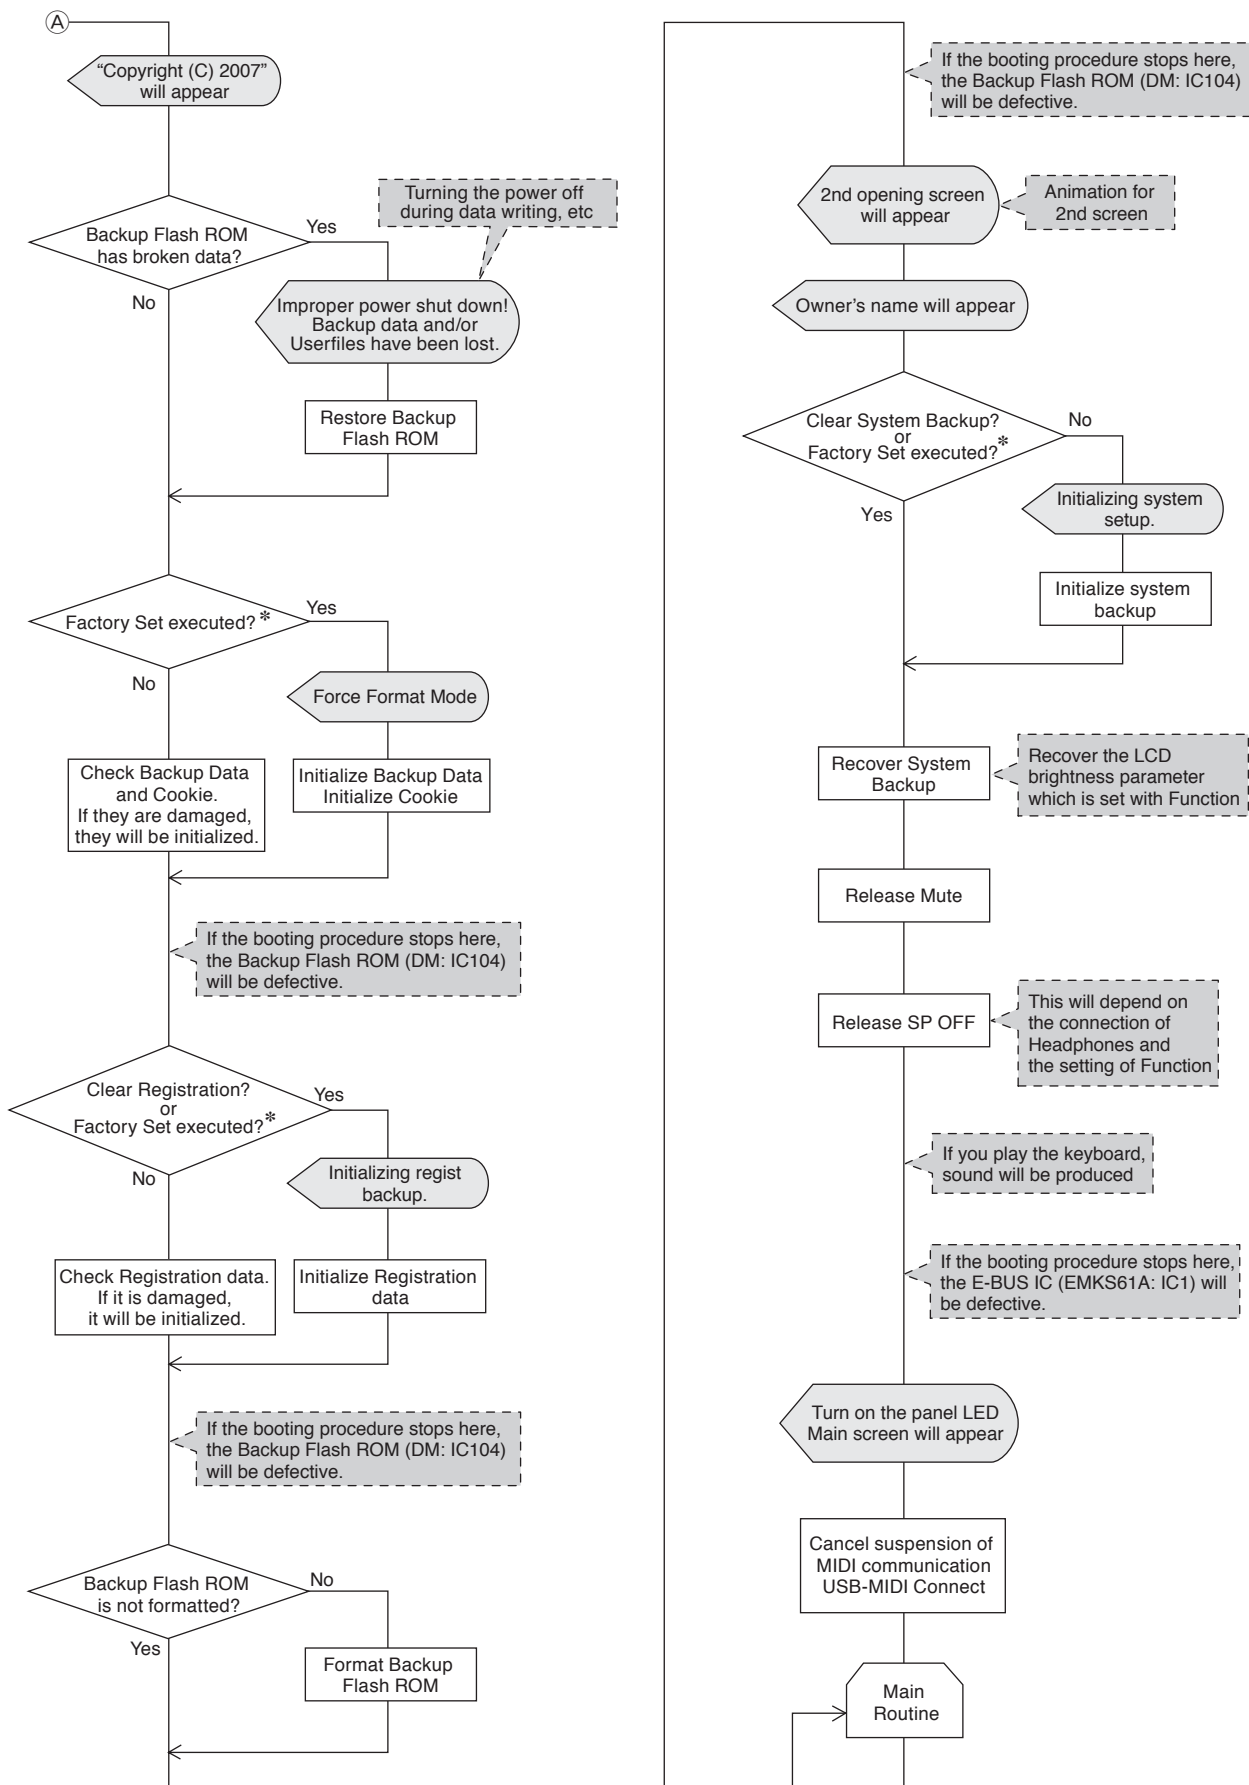 A
“Copyright (C) 2007”
will appear
Turning the power off
during data writing, etc
Yes
Backup Flash ROM
has broken data?
No
Improper power shut down!
Backup data and/or
Userfiles have been lost.
Restore Backup
Flash ROM
Yes
Factory Set executed?*
No
Force Format Mode
Check Backup Data
and Cookie.
If they are damaged,
they will be initialized.
Initialize Backup Data
Initialize Cookie
If the booting procedure stops here,
the Backup Flash ROM (DM: IC104)
will be defective.
Clear Registration?
or
Factory Set executed?*
Yes
No
Initializing regist
backup.
Check Registration data.
If it is damaged,
it will be initialized.
Initialize Registration
data
If the booting procedure stops here,
the Backup Flash ROM (DM: IC104)
will be defective.
Backup Flash ROM
is not formatted?
No
Yes
Format Backup
Flash ROM
If the booting procedure stops here,
the Backup Flash ROM (DM: IC104)
will be defective.
2nd opening screen
will appear
Animation for
2nd screen
Owner’s name will appear
Clear System Backup?
or
Factory Set executed?*
No
Yes
Initializing system
setup.
Initialize system
backup
Recover System
Backup
Recover the LCD
brightness parameter
which is set with Function
Release Mute
Release SP OFF
This will depend on
the connection of
Headphones and
the setting of Function
If you play the keyboard,
sound will be produced
If the booting procedure stops here,
the E-BUS IC (EMKS61A: IC1) will
be defective.
Turn on the panel LED
Main screen will appear
Cancel suspension of
MIDI communication
USB-MIDI Connect
Main
Routine